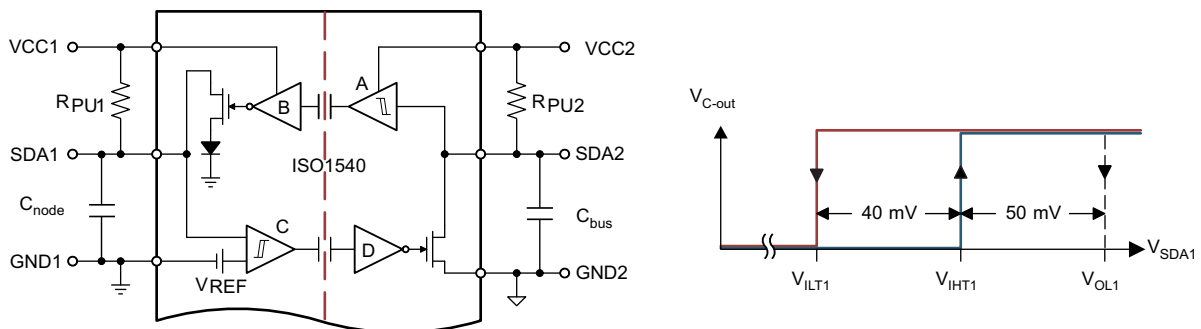 VCC1
VCC2
A
B
RPU1
RPU2
SDA1
SDA2
ISO1540
Cnode
Cbus
C
D
GND1
GND2
VREF
VC-out
40 mV
50 mV
VSDA1
VILT1
VIHT1
VOL1